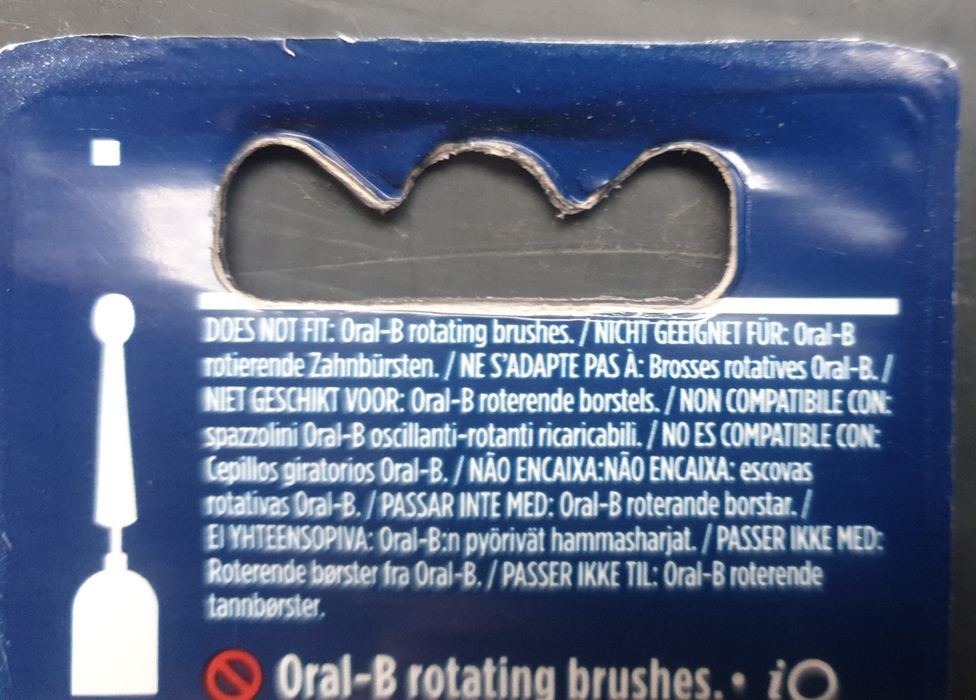 DOES NOT FIT: Oral-B rotating brushes. / NICHT GEEIGNET FÜR: Oral-B
rotierende Zahnbürsten. / NE S'ADAPTE PAS À: Brosses rotatives Oral-B. /
NIET GESCHIKT VOOR: Oral-B roterende borstels. / NON COMPATIBILE CON:
spazzolini Oral-B oscillanti-rotanti ricaricabili. / NO ES COMPATIBLE CON:
Cepillos giratorios Oral-B. / NÃO ENCAIXA:NÃO ENCAIXA: escovas
rotativas Oral-B. / PASSAR INTE MED: Oral-B roterande borstar. /
EI YHTEENSOPIVA: Oral-B:n pyörivät hammasharjat. / PASSER IKKE MED:
Roterende børster fra Oral-B. / PASSER IKKE TIL: Oral-B roterende
tannbørster.
Oral-B rotating brushes. • iO